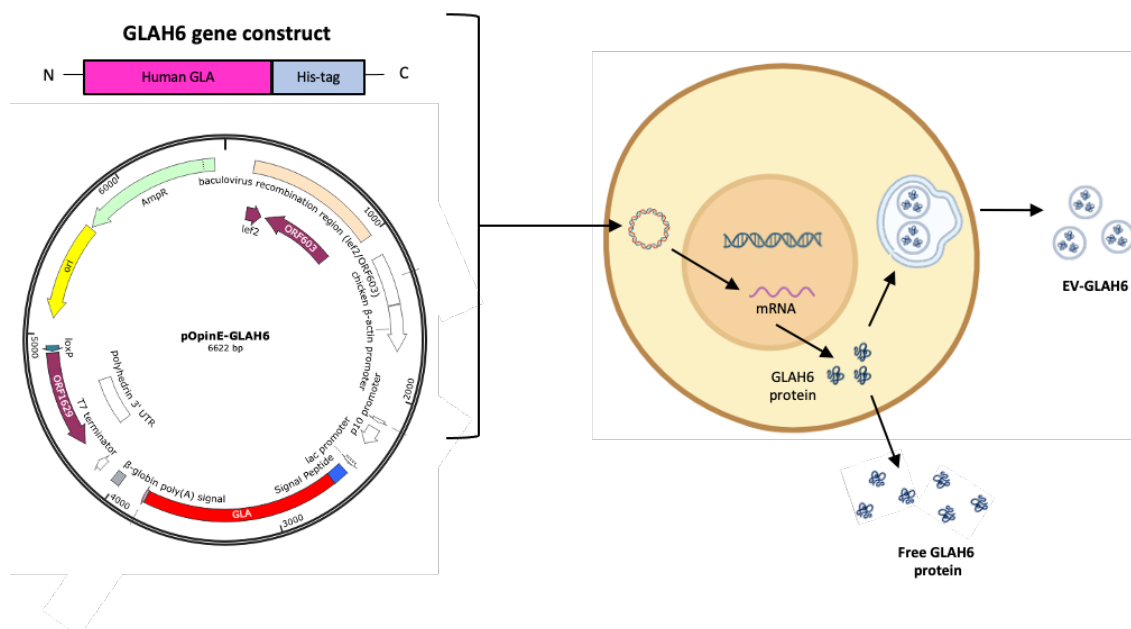 GLAH6 gene construct
N
Human GLA
His-tag
C
baculovirus recombination region (lef2/ORF603)
AmpR
6000
1000
lef2
ORF603
ori
chicken β-actin promoter
pOpinE-GLAH6
6622 bp
5000
loxP
ORF1629
polyhedrin 3' UTR
T7 terminator
2000
p10 promoter
lac promoter
Signal Peptide
β-globin poly(A) signal
4000
GLA
3000
mRNA
GLAH6
protein
EV-GLAH6
Free GLAH6
protein